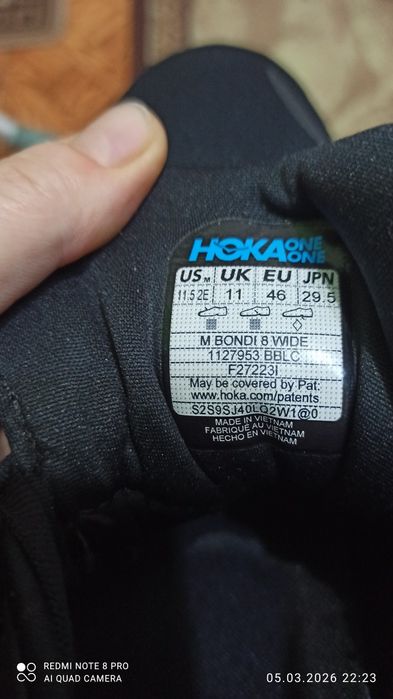 HOKA ONE ONE
USM UK EU JPN
11.5 2E 11 46 29.5
M BONDI 8 WIDE
1127953 BBLC
F27223I
May be covered by Pat:
www.hoka.com/patents
S2S9SJ40LQ2W1@0
MADE IN VIETNAM
FABRIQUÉ AU VIETNAM
HECHO EN VIETNAM
REDMI NOTE 8 PRO
AI QUAD CAMERA
05.03.2026 22:23